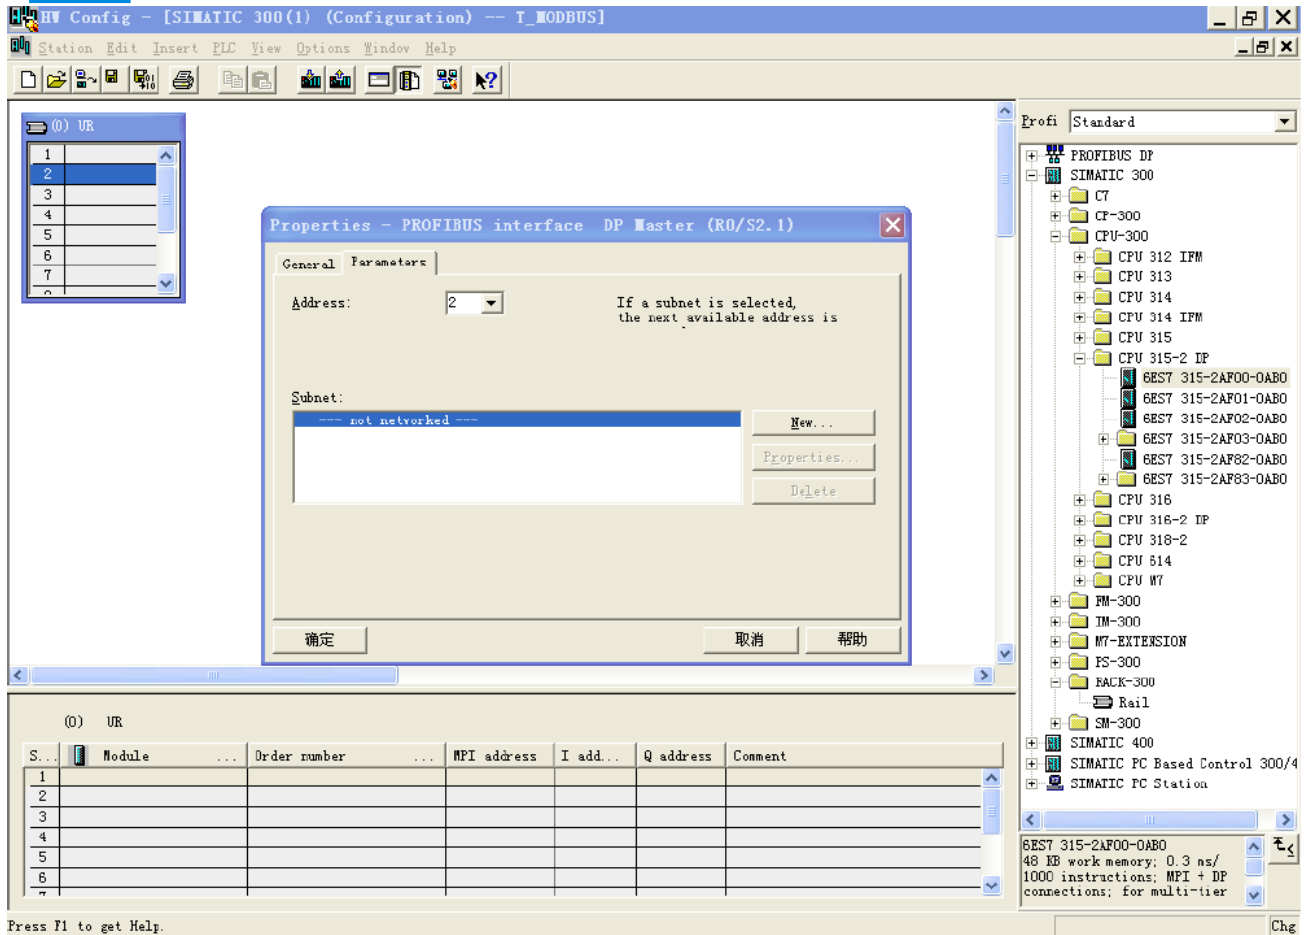 HW Config - [SIMATIC 300(1) (Configuration) -- T_MODBUS]
Station Edit Insert PLC View Options Window Help
(0) UR
1
2
3
4
5
6
7
Properties - PROFIBUS interface DP Master (R0/S2.1)
General Parameters
Address: 2
If a subnet is selected,
the next available address is
Subnet:
--- not networked ---
New...
Properties...
Delete
确定 取消 帮助
Profi Standard
PROFIBUS DP
SIMATIC 300
C7
CP-300
CPU-300
CPU 312 IFM
CPU 313
CPU 314
CPU 314 IFM
CPU 315
CPU 315-2 DP
6ES7 315-2AF00-0AB0
6ES7 315-2AF01-0AB0
6ES7 315-2AF02-0AB0
6ES7 315-2AF03-0AB0
6ES7 315-2AF82-0AB0
6ES7 315-2AF83-0AB0
CPU 316
CPU 316-2 DP
CPU 318-2
CPU 614
CPU M7
FM-300
IM-300
M7-EXTENSION
PS-300
RACK-300
Rail
SM-300
SIMATIC 400
SIMATIC PC Based Control 300/4
SIMATIC PC Station
6ES7 315-2AF00-0AB0
48 KB work memory; 0.3 ms/
1000 instructions; MPI + DP
connections; for multi-tier
(0) UR
S... Module ... Order number ... MPI address I add... Q address Comment
1
2
3
4
5
6
Press F1 to get Help.
Chg